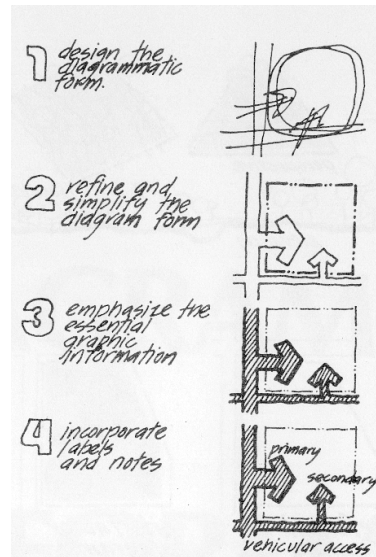 1 design the
diagrammatic
form.
2 refine and
simplify the
diagram form
3 emphasize the
essential
graphic
information
4 incorporate
labels
and notes
primary
secondary
vehicular access